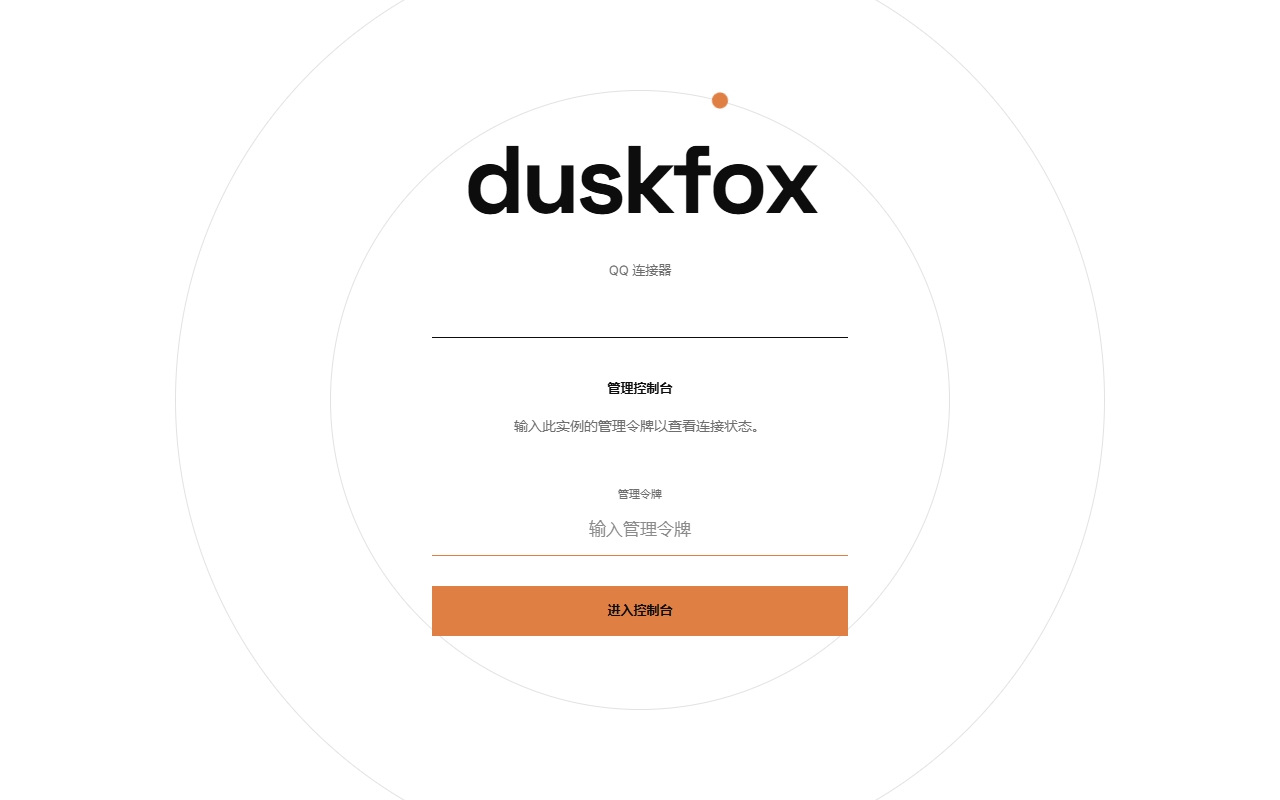 duskfox
QQ 连接器
管理控制台
输入此实例的管理令牌以查看连接状态。
管理令牌
输入管理令牌
进入控制台